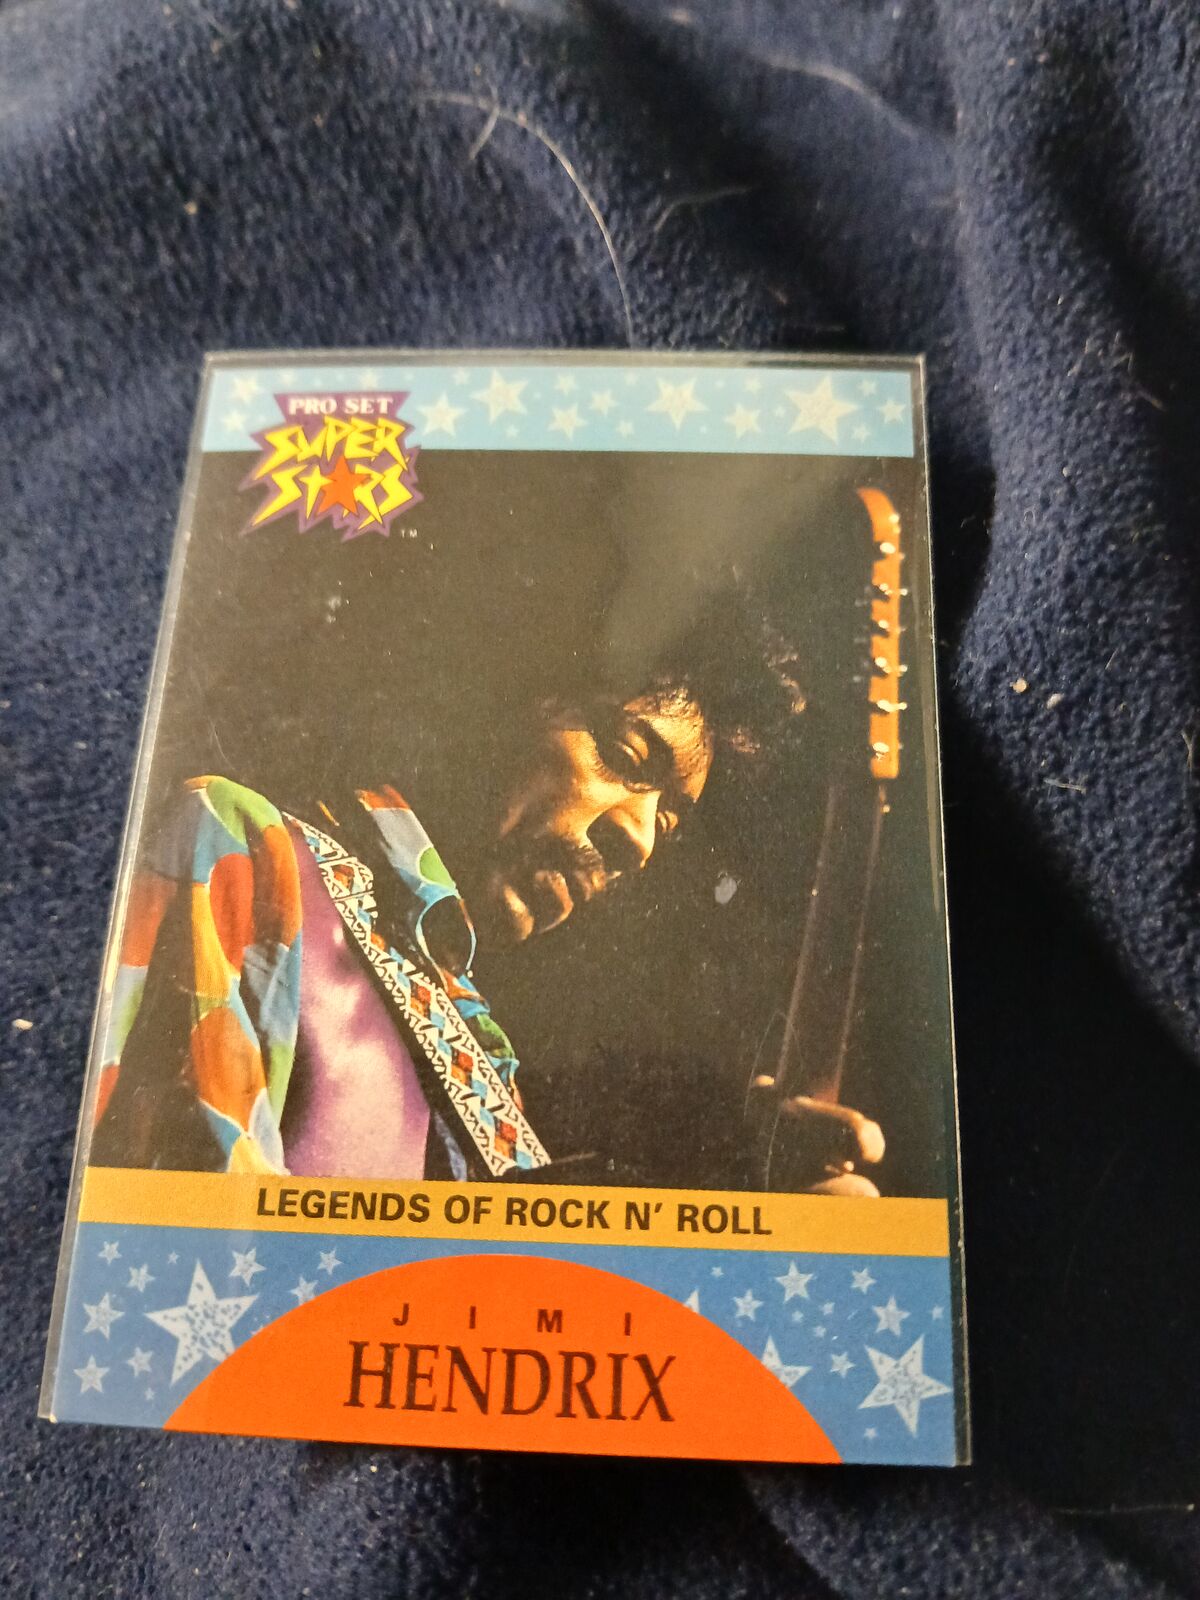 PRO SET
SUPER
STARS
TM
LEGENDS OF ROCK N' ROLL
JIMI
HENDRIX